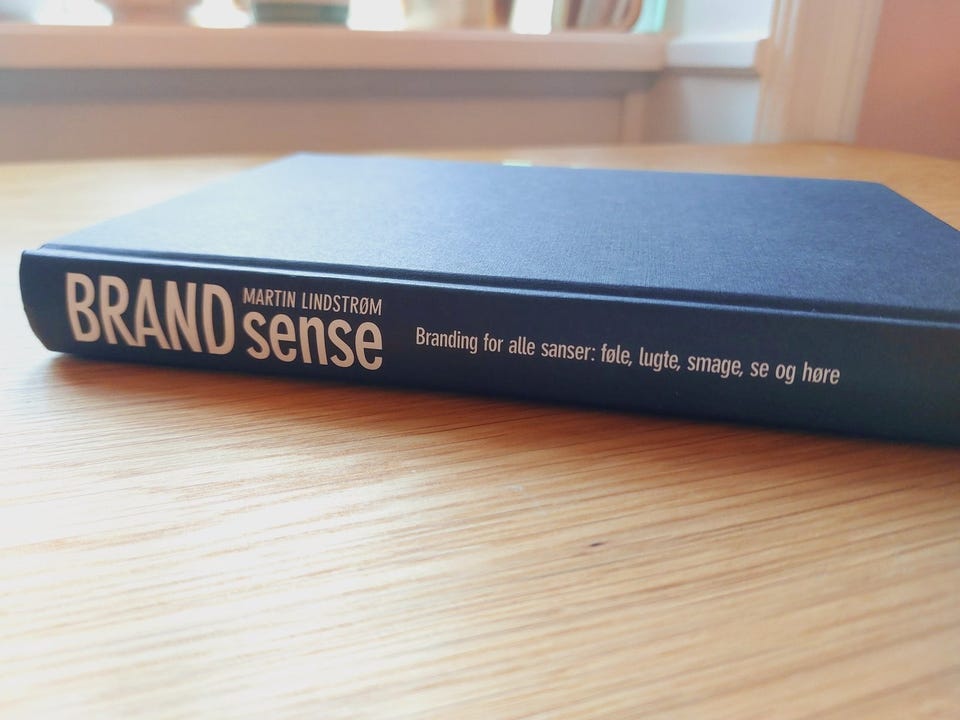 BRAND
MARTIN LINDSTRØM
sense
Branding for alle sanser: føle, lugte, smage, se og høre